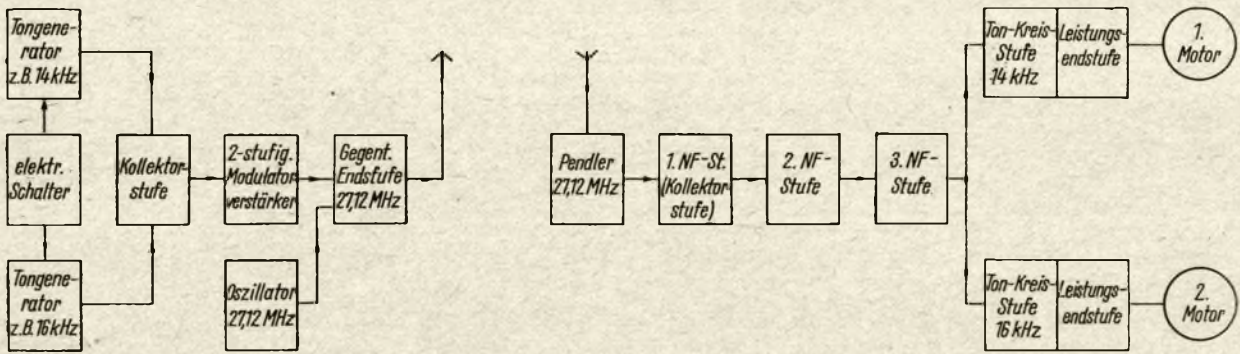 Tongene-
rator
z.B. 14 kHz
elektr.
Schalter
Tongene-
rator
z.B. 16 kHz
Kollektor-
stufe
2-stufig.
Modulator
verstärker
Gegent.
Endstufe
27,12 MHz
Oszillator
27,12 MHz
Pendler
27,12 MHz
1. NF-St.
(Kollektor
stufe)
2. NF-
Stufe
3. NF-
Stufe
Ton-Kreis-
Stufe
14 kHz
Leistungs-
endstufe
1.
Motor
Ton-Kreis-
Stufe
16 kHz
Leistungs-
endstufe
2.
Motor